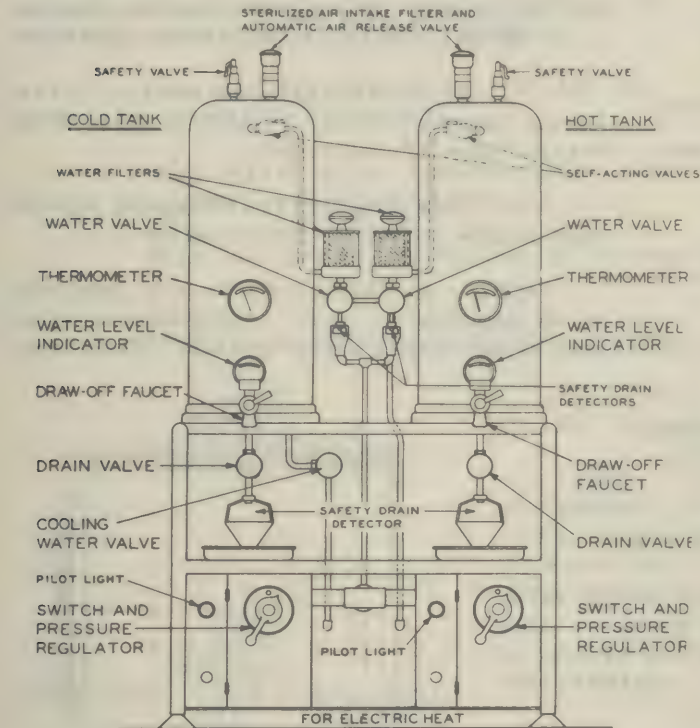 STERILIZED AIR INTAKE FILTER AND
AUTOMATIC AIR RELEASE VALVE
SAFETY VALVE
SAFETY VALVE
COLD TANK
HOT TANK
WATER FILTERS
SELF-ACTING VALVES
WATER VALVE
WATER VALVE
THERMOMETER
THERMOMETER
WATER LEVEL
INDICATOR
WATER LEVEL
INDICATOR
DRAW-OFF FAUCET
SAFETY DRAIN
DETECTORS
DRAIN VALVE
DRAW-OFF
FAUCET
COOLING
WATER VALVE
SAFETY DRAIN
DETECTOR
DRAIN VALVE
PILOT LIGHT
SWITCH AND
PRESSURE
REGULATOR
PILOT LIGHT
SWITCH AND
PRESSURE
REGULATOR
FOR ELECTRIC HEAT